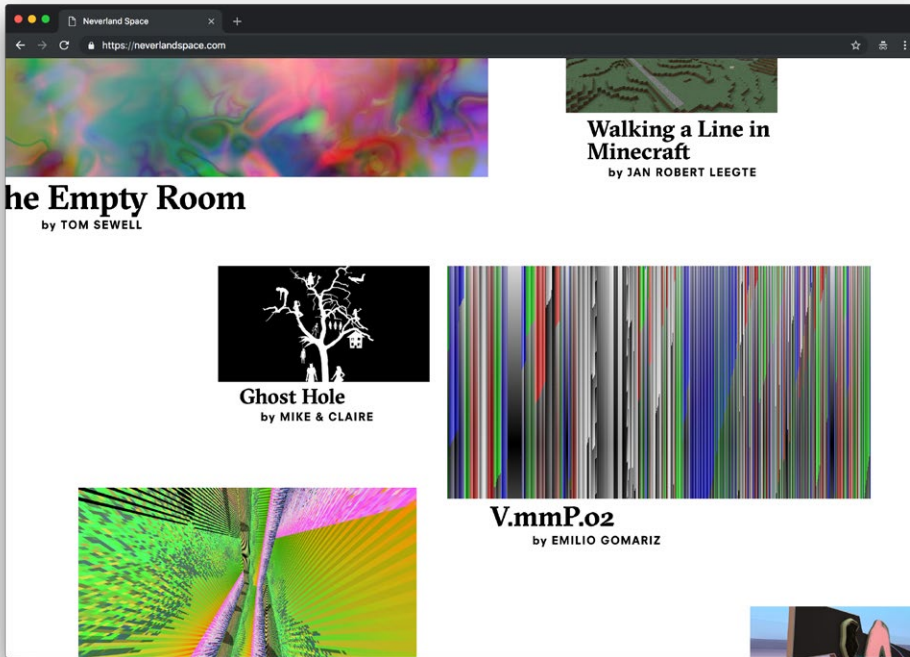 Neverland Space
https://neverlandspace.com
Walking a Line in
Minecraft
by JAN ROBERT LEEGTE
he Empty Room
by TOM SEWELL
Ghost Hole
by MIKE & CLAIRE
V.mmP.02
by EMILIO GOMARIZ